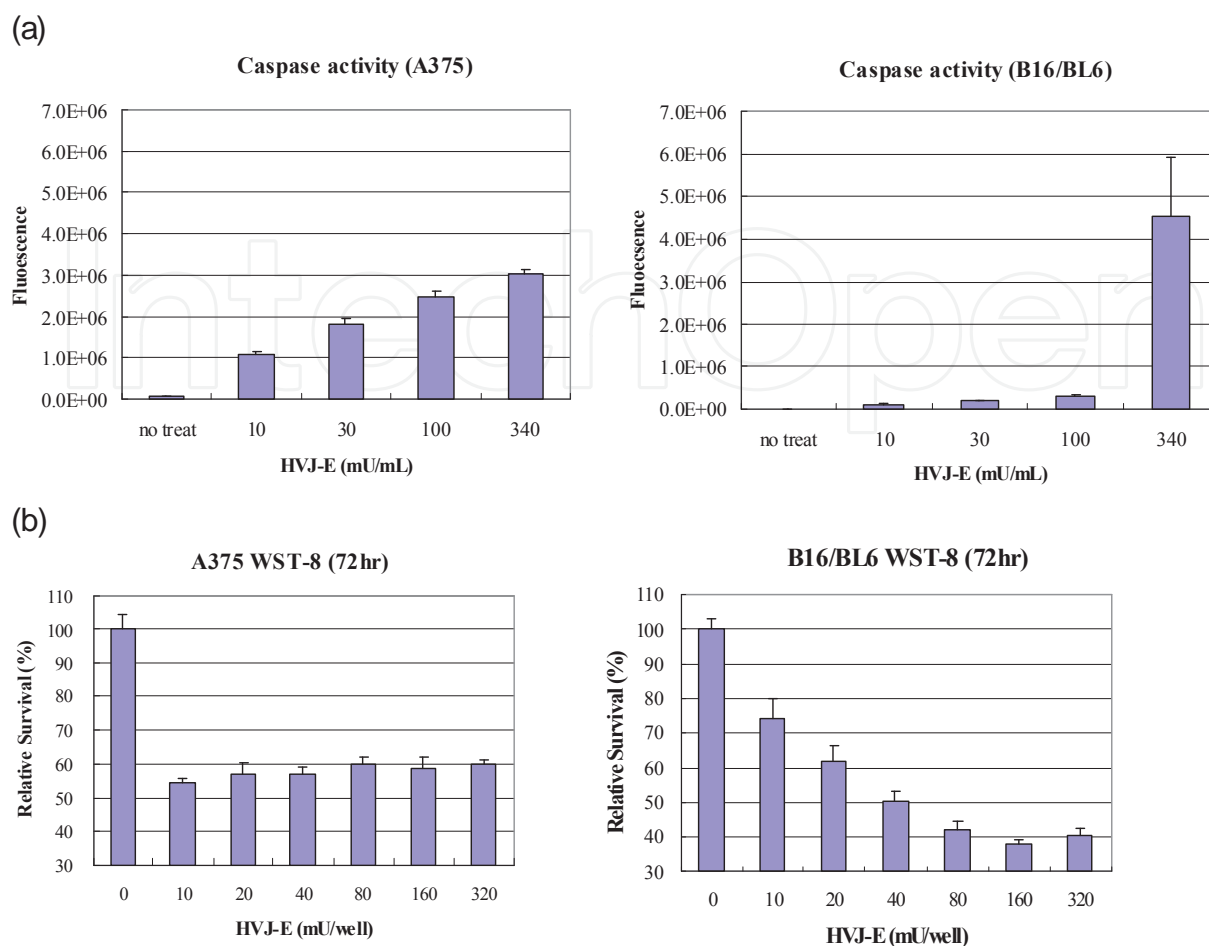 (a)
Caspase activity (A375)
7.0E+06
6.0E+06
5.0E+06
4.0E+06
3.0E+06
2.0E+06
1.0E+06
0.0E+00
Fluoescence
no treat 10 30 100 340
HVJ-E (mU/mL)
Caspase activity (B16/BL6)
7.0E+06
6.0E+06
5.0E+06
4.0E+06
3.0E+06
2.0E+06
1.0E+06
0.0E+00
Fluoecsence
no treat 10 30 100 340
HVJ-E (mU/mL)
IntechOpen
(b)
A375 WST-8 (72hr)
110
100
90
80
70
60
50
40
30
Relative Survival (%)
0 10 20 40 80 160 320
HVJ-E (mU/well)
B16/BL6 WST-8 (72hr)
110
100
90
80
70
60
50
40
30
Relative Survival (%)
0 10 20 40 80 160 320
HVJ-E (mU/well)